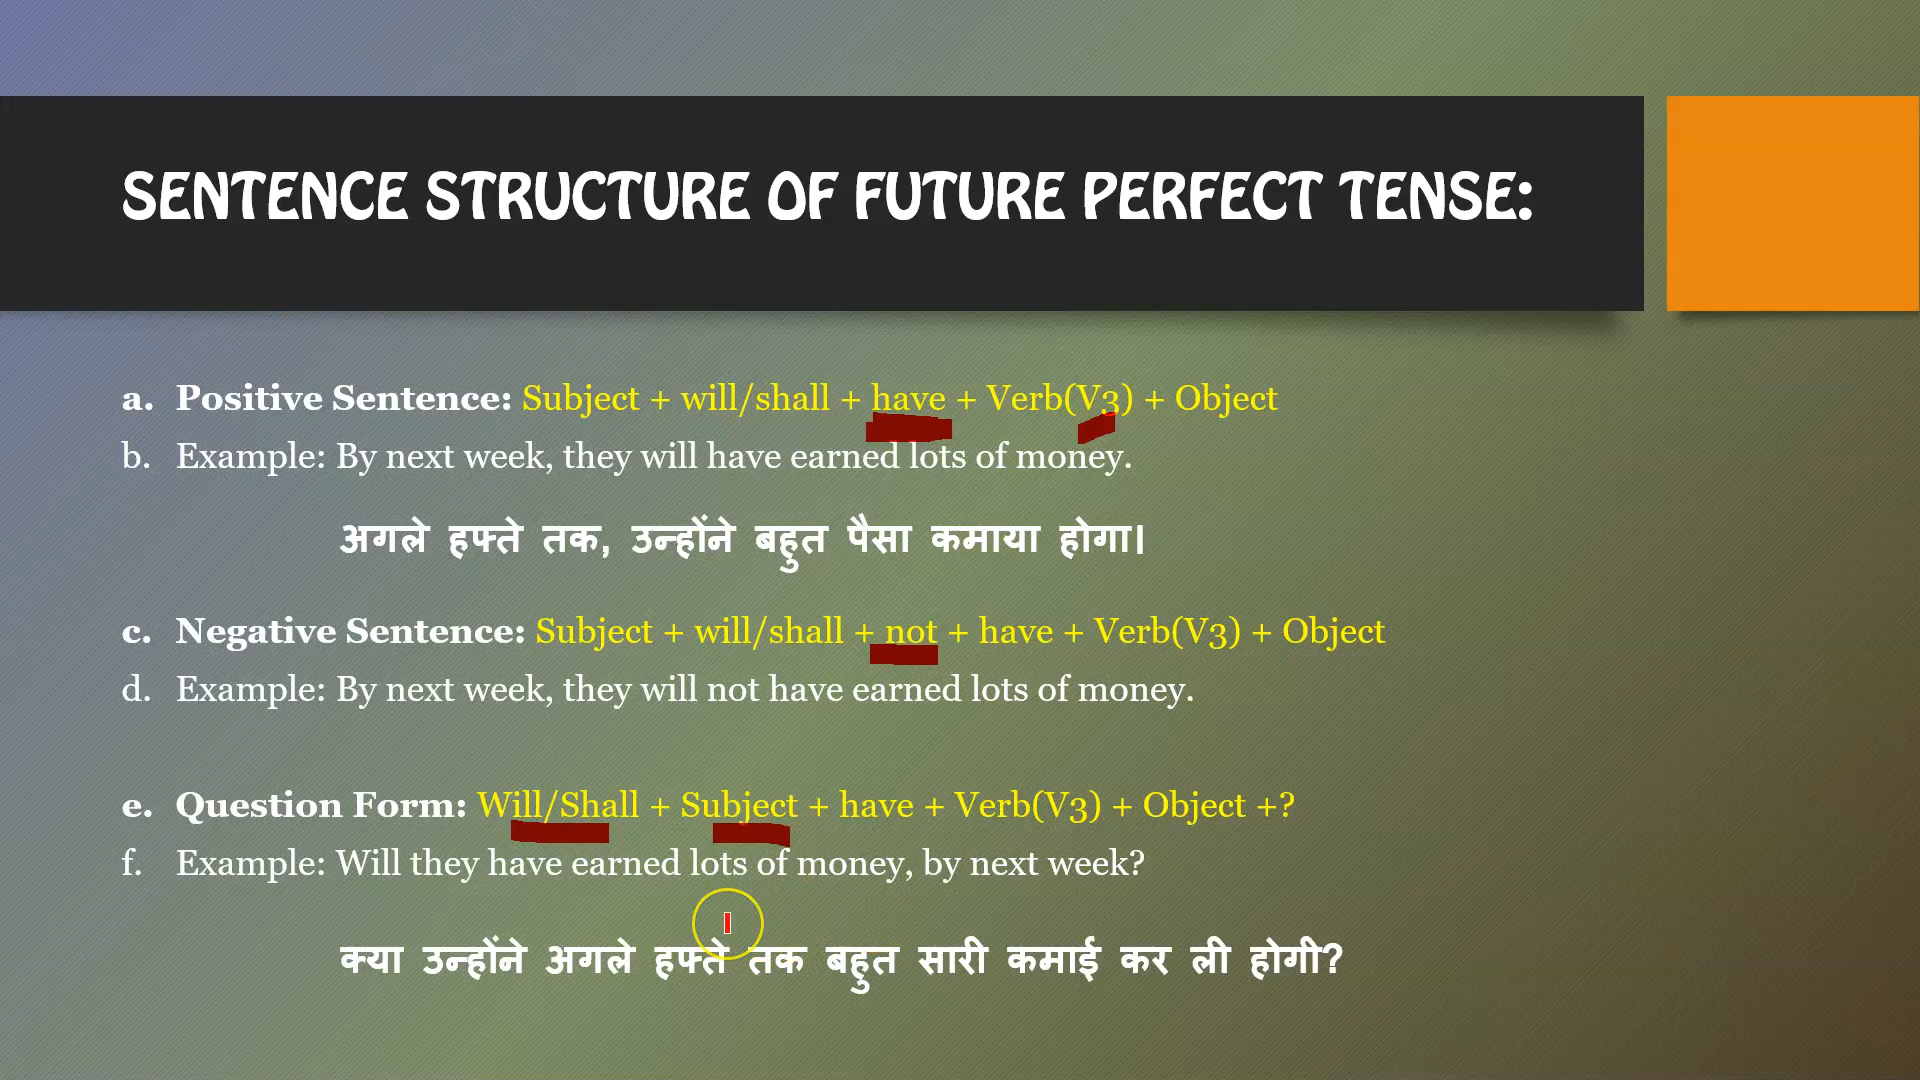 SENTENCE STRUCTURE OF FUTURE PERFECT TENSE:
a. Positive Sentence: Subject + will/shall + have + Verb(V3) + Object
b. Example: By next week, they will have earned lots of money.
अगले हफ्ते तक, उन्होंने बहुत पैसा कमाया होगा।
c. Negative Sentence: Subject + will/shall + not + have + Verb(V3) + Object
d. Example: By next week, they will not have earned lots of money.
e. Question Form: Will/Shall + Subject + have + Verb(V3) + Object +?
f. Example: Will they have earned lots of money, by next week?
क्या उन्होंने अगले हफ्ते तक बहुत सारी कमाई कर ली होगी?